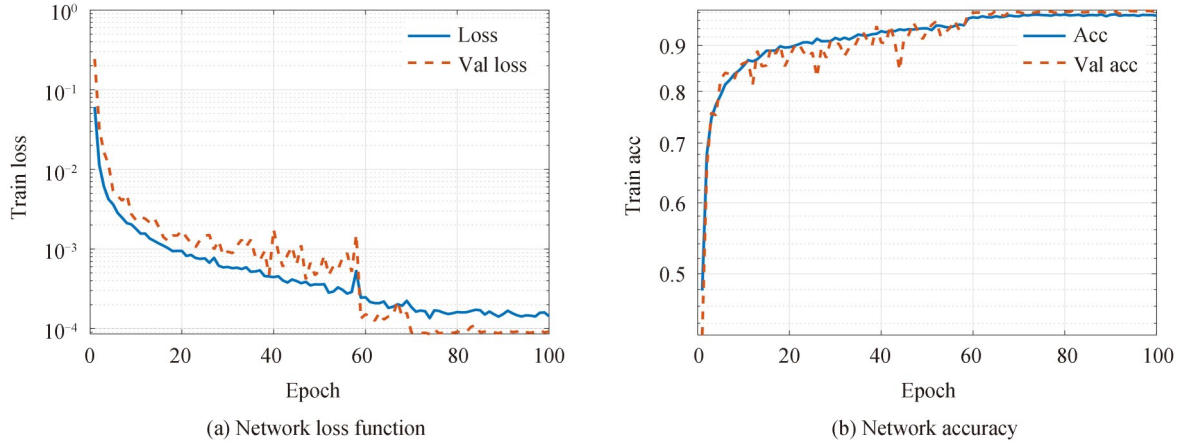 10⁰
10⁻¹
10⁻²
10⁻³
10⁻⁴
Train loss
Loss
Val loss
0 20 40 60 80 100
Epoch
(a) Network loss function
0.9
0.8
0.7
0.6
0.5
Train acc
Acc
Val acc
0 20 40 60 80 100
Epoch
(b) Network accuracy